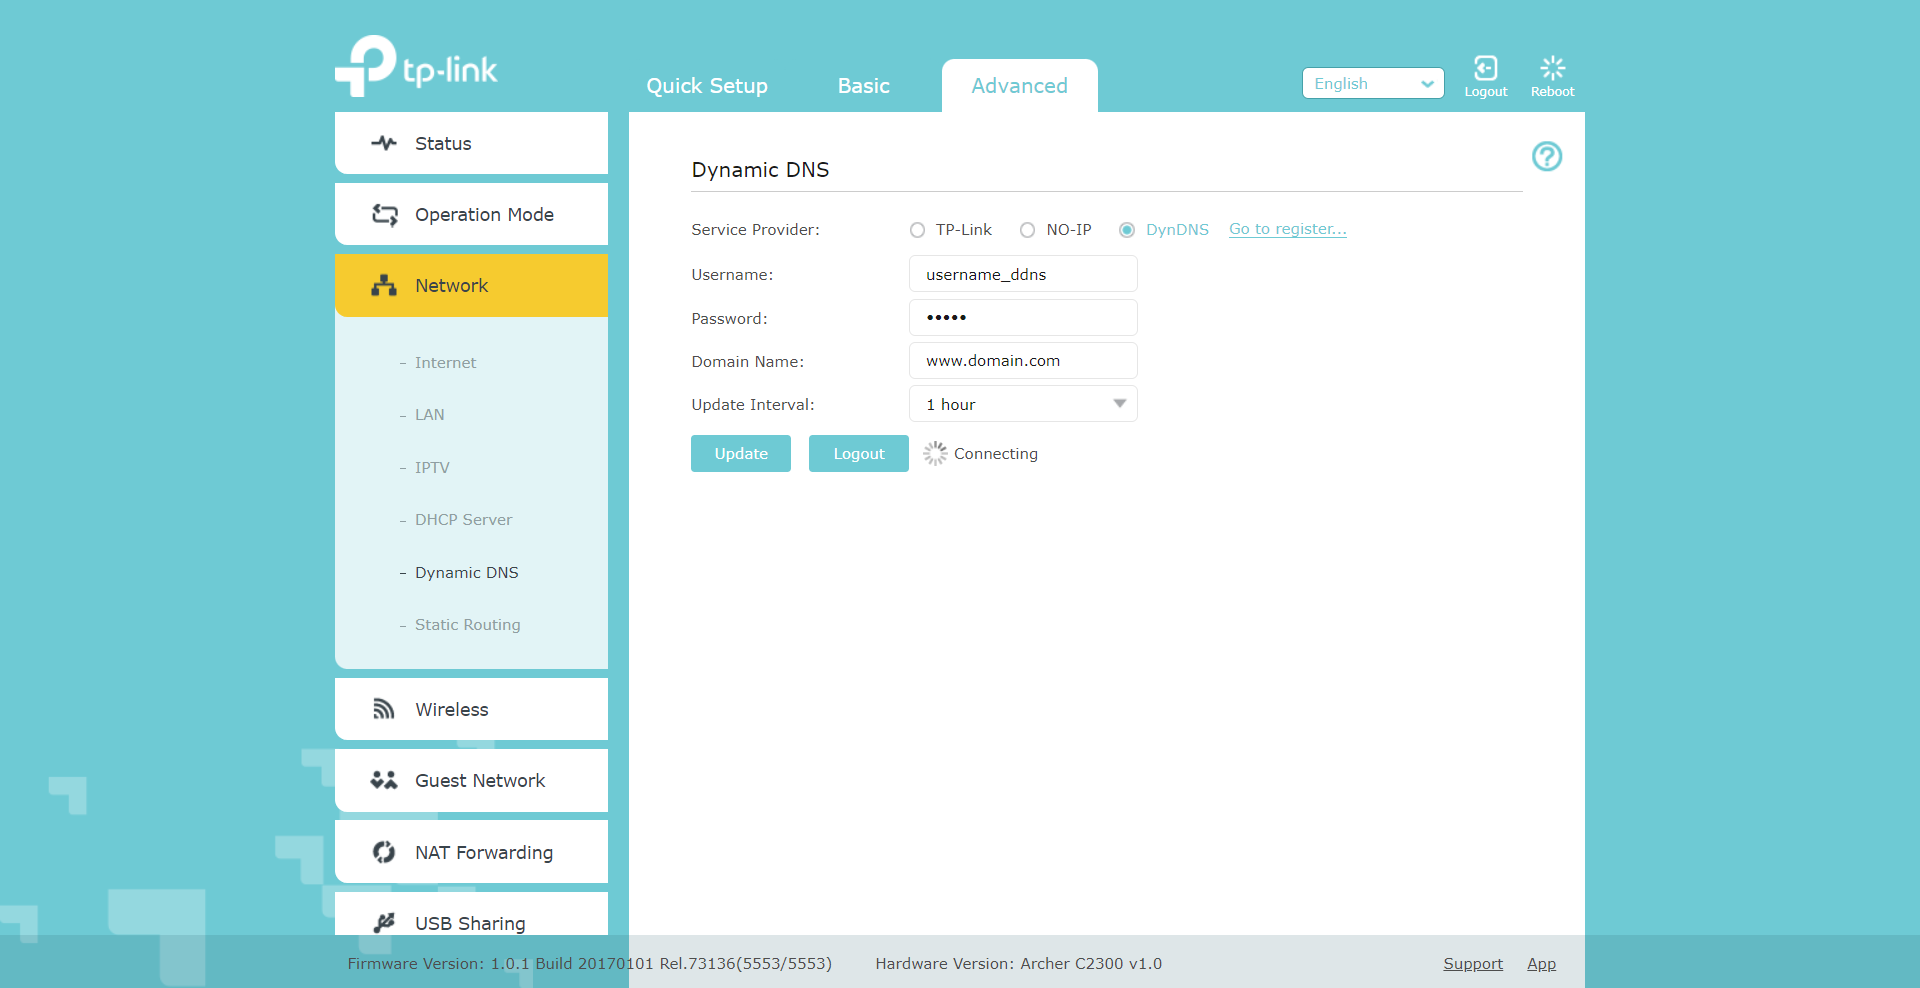 tp-link
Quick Setup
Basic
Advanced
English
Logout
Reboot
Status
Operation Mode
Network
– Internet
– LAN
– IPTV
– DHCP Server
– Dynamic DNS
– Static Routing
Wireless
Guest Network
NAT Forwarding
USB Sharing
Dynamic DNS
Service Provider: TP-Link NO-IP DynDNS Go to register...
Username: username_ddns
Password: •••••
Domain Name: www.domain.com
Update Interval: 1 hour
Update Logout Connecting
Firmware Version: 1.0.1 Build 20170101 Rel.73136(5553/5553) Hardware Version: Archer C2300 v1.0 Support App